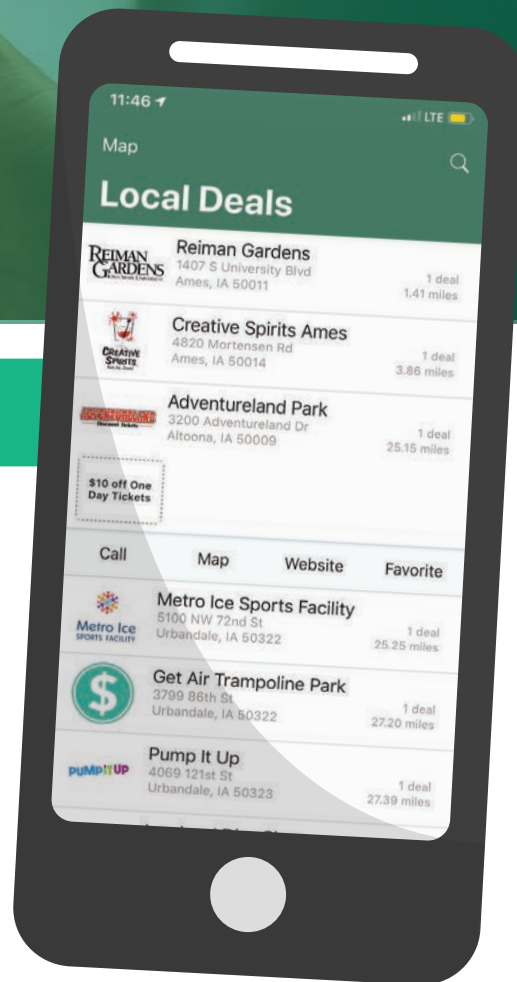 11:46
LTE
Map
Local Deals
REIMAN
GARDENS
Reiman Gardens
1407 S University Blvd
Ames, IA 50011
1 deal
1.41 miles
CREATIVE
SPIRITS
Creative Spirits Ames
4820 Mortensen Rd
Ames, IA 50014
1 deal
3.86 miles
ADVENTURELAND
Discount Tickets
Adventureland Park
3200 Adventureland Dr
Altoona, IA 50009
1 deal
25.15 miles
$10 off One
Day Tickets
Call Map Website Favorite
Metro Ice
SPORTS FACILITY
Metro Ice Sports Facility
5100 NW 72nd St
Urbandale, IA 50322
1 deal
25.25 miles
$
Get Air Trampoline Park
3799 86th St
Urbandale, IA 50322
1 deal
27.20 miles
PUMP IT UP
Pump It Up
4069 121st St
Urbandale, IA 50323
1 deal
27.39 miles